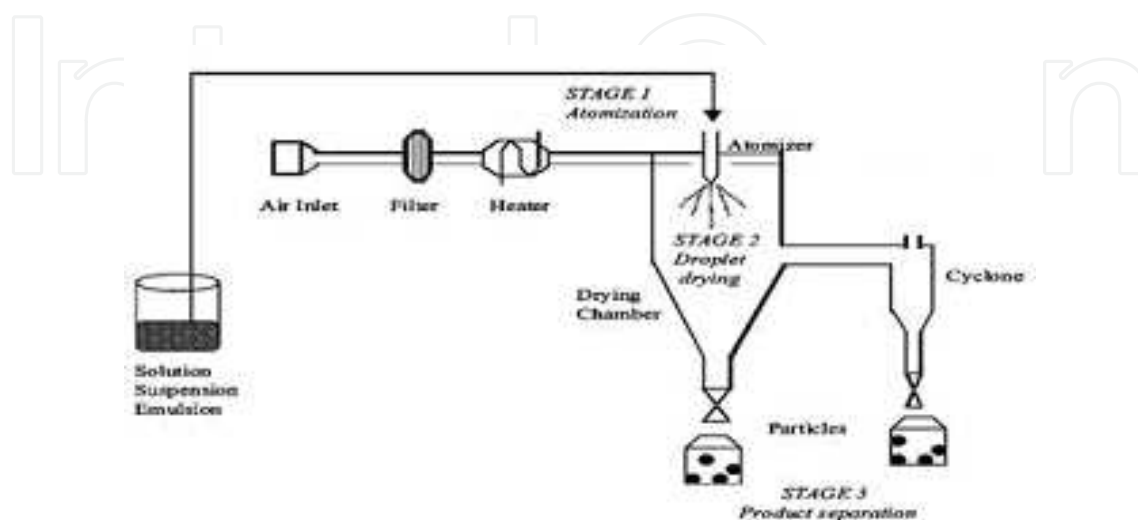 STAGE 1
Atomization
Atomizer
Air Inlet
Filter
Heater
STAGE 2
Droplet
drying
Cyclone
Drying
Chamber
Solution
Suspension
Emulsion
Particles
STAGE 3
Product separation